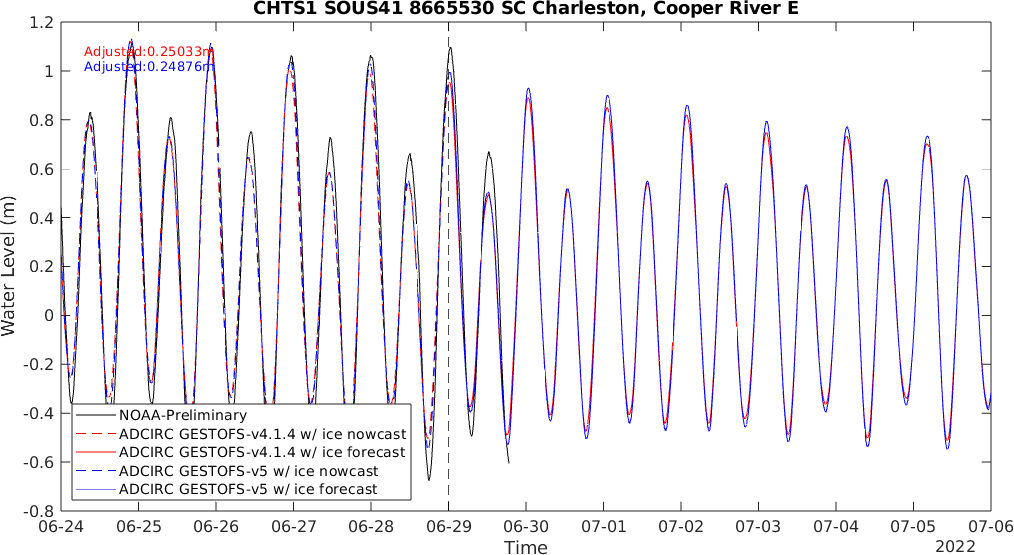 CHTS1 SOUS41 8665530 SC Charleston, Cooper River E
Adjusted:0.25033m
Adjusted:0.24876m
Water Level (m)
1.2
1
0.8
0.6
0.4
0.2
0
-0.2
-0.4
-0.6
-0.8
NOAA-Preliminary
ADCIRC GESTOFS-v4.1.4 w/ ice nowcast
ADCIRC GESTOFS-v4.1.4 w/ ice forecast
ADCIRC GESTOFS-v5 w/ ice nowcast
ADCIRC GESTOFS-v5 w/ ice forecast
06-24 06-25 06-26 06-27 06-28 06-29 06-30 07-01 07-02 07-03 07-04 07-05 07-06
Time
2022